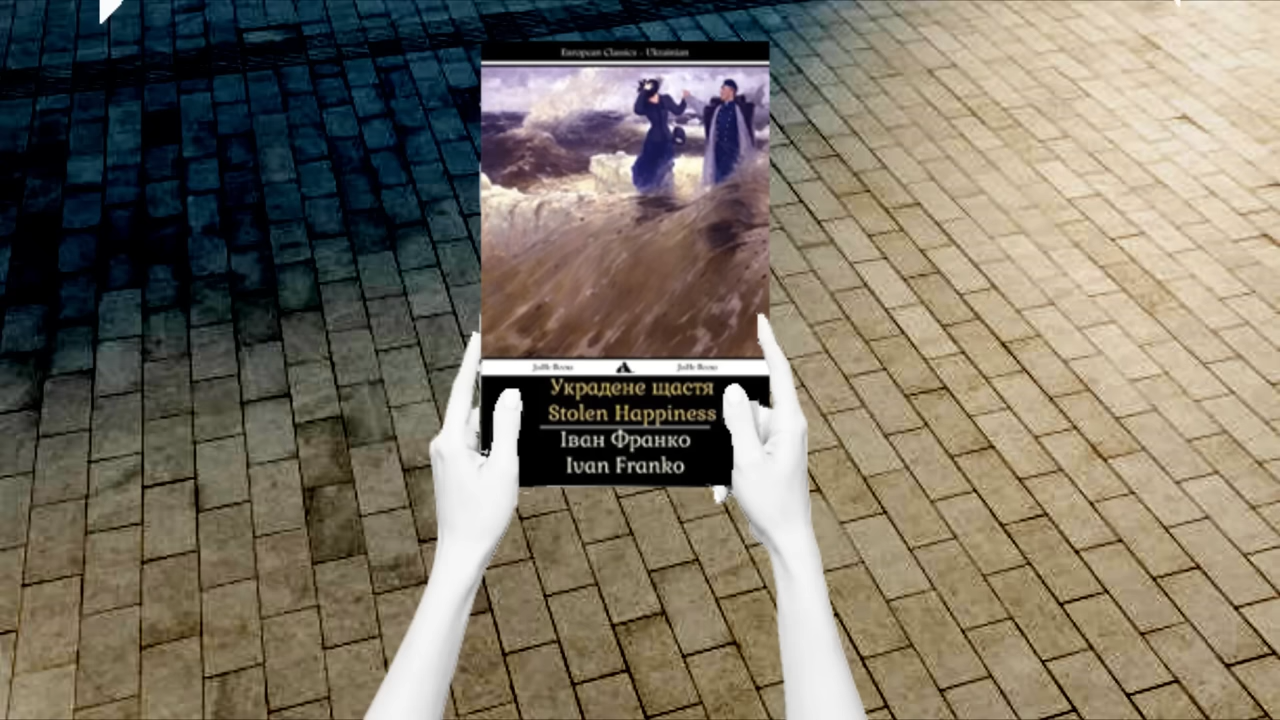 European Classics - Ukrainian
JiaHu Books JiaHu Books
Украдене щастя
Stolen Happiness
Іван Франко
Ivan Franko